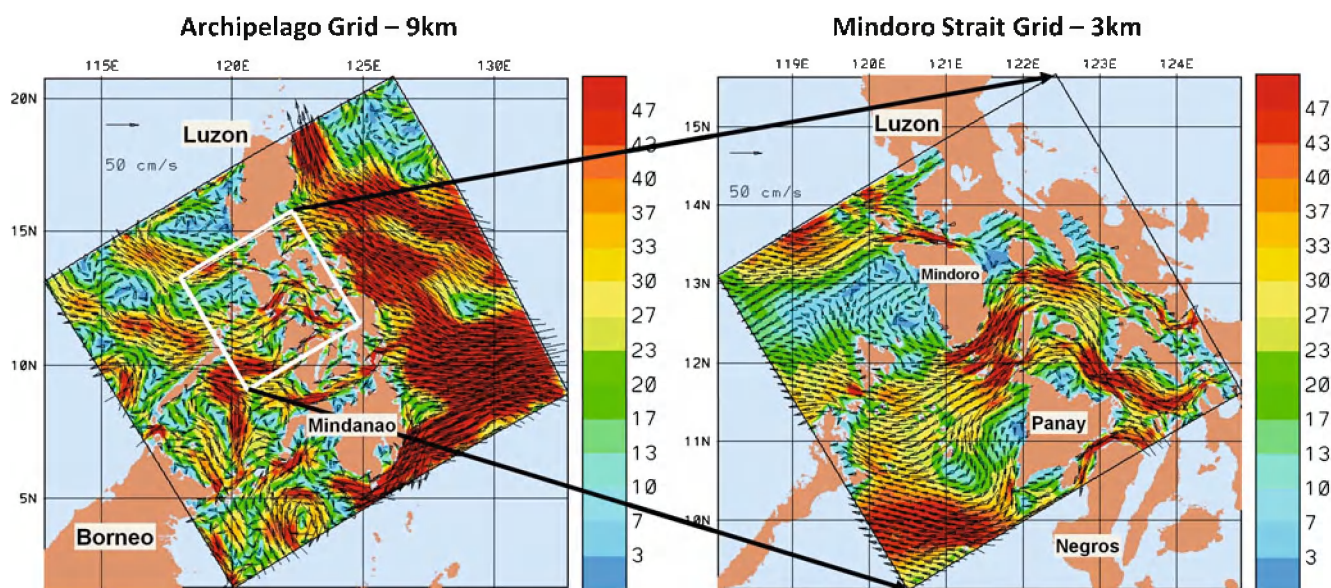 Archipelago Grid – 9km
Mindoro Strait Grid – 3km
115E 120E 125E 130E
119E 120E 121E 122E 123E 124E
20N
15N
10N
5N
Luzon
50 cm/s
Mindanao
Borneo
47
43
40
37
33
30
27
23
20
17
13
10
7
3
15N
14N
13N
12N
11N
10N
Luzon
50 cm/s
Mindoro
Panay
Negros
47
43
40
37
33
30
27
23
20
17
13
10
7
3